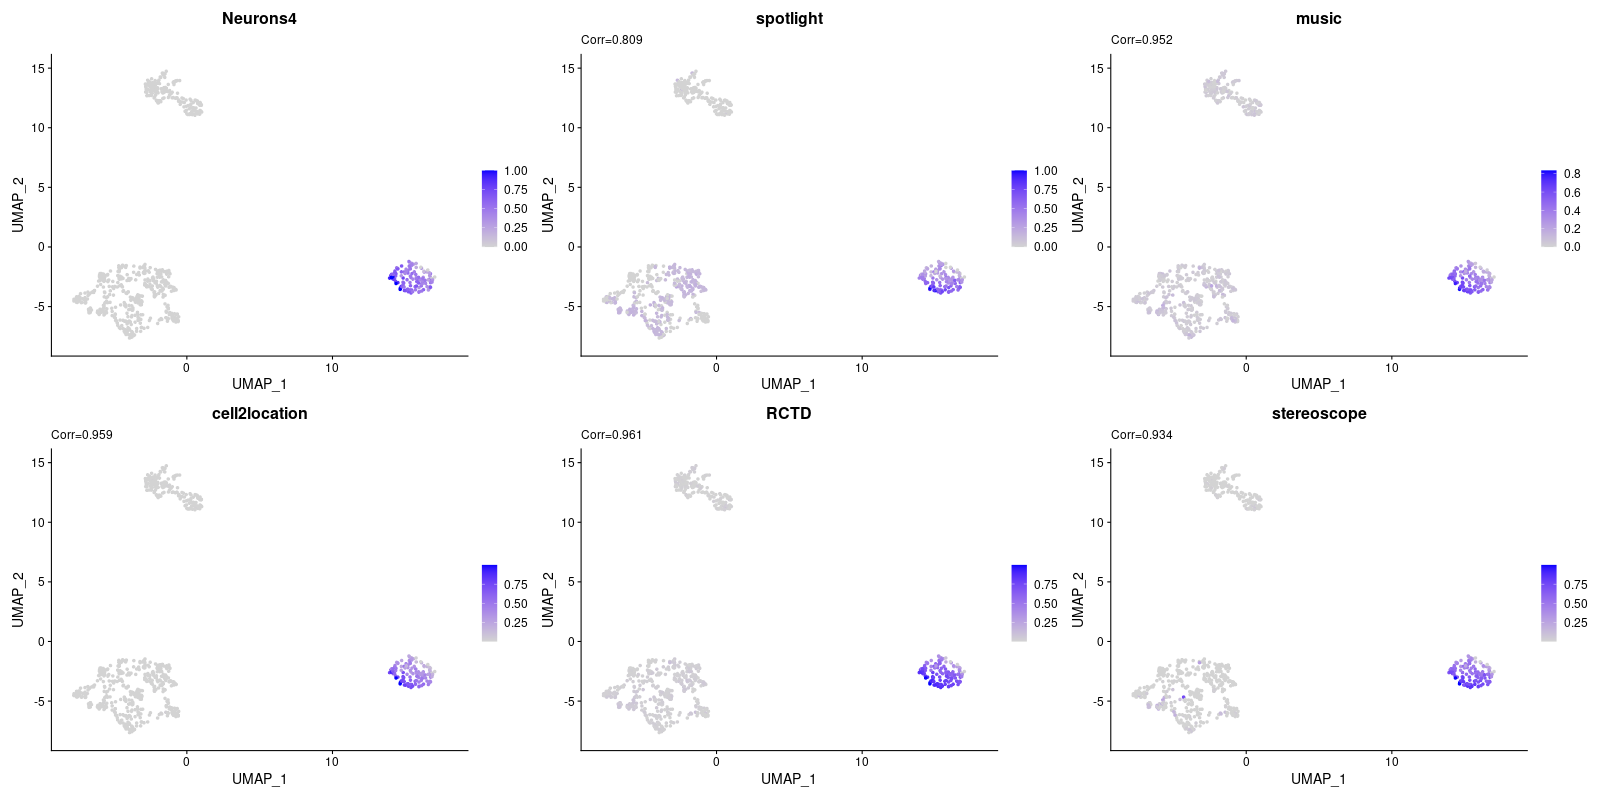 Neurons4
15
10
5
0
-5
UMAP_2
0
10
UMAP_1
1.00
0.75
0.50
0.25
0.00
spotlight
Corr=0.809
15
10
5
0
-5
UMAP_2
0
10
UMAP_1
1.00
0.75
0.50
0.25
0.00
music
Corr=0.952
15
10
5
0
-5
UMAP_2
0
10
UMAP_1
0.8
0.6
0.4
0.2
0.0
cell2location
Corr=0.959
15
10
5
0
-5
UMAP_2
0
10
UMAP_1
0.75
0.50
0.25
RCTD
Corr=0.961
15
10
5
0
-5
UMAP_2
0
10
UMAP_1
0.75
0.50
0.25
stereoscope
Corr=0.934
15
10
5
0
-5
UMAP_2
0
10
UMAP_1
0.75
0.50
0.25